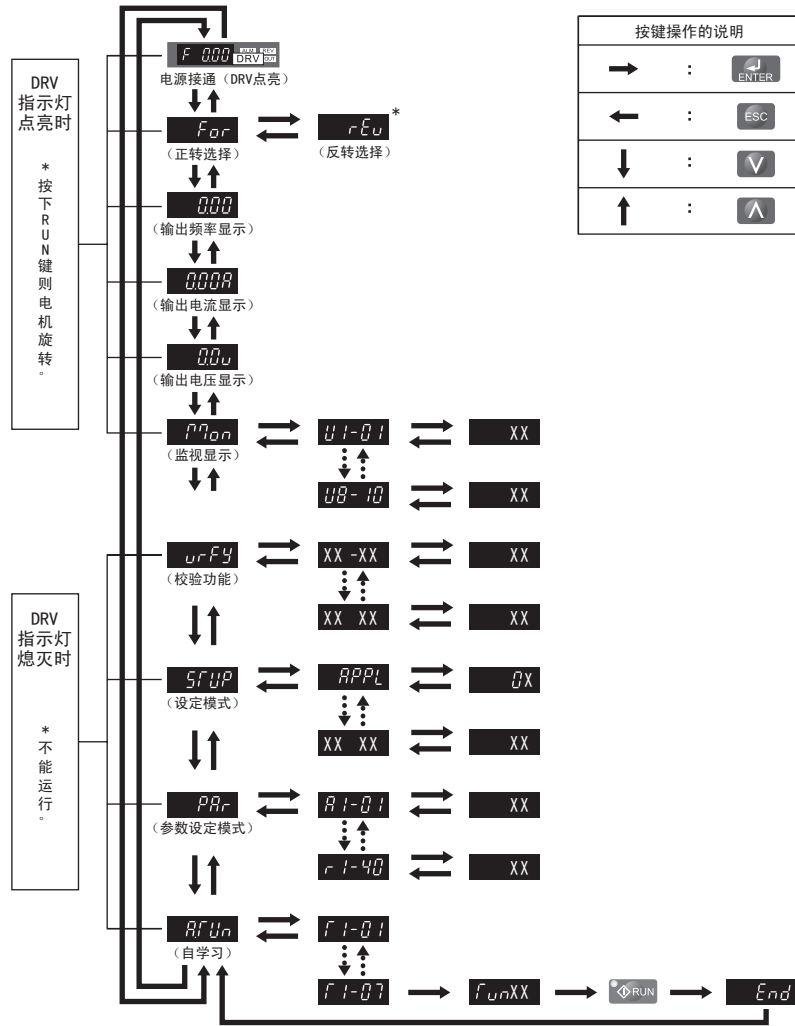 F 0.00 ALM REV DRV OUT
电源接通（DRV点亮）
按键操作的说明
→ : ENTER
← : ESC
↓ : ∨
↑ : ∧
DRV
指示灯
点亮时
*按下RUN键则电机旋转。
For rEv *
（正转选择） （反转选择）
0.00
（输出频率显示）
0.00A
（输出电流显示）
0.0v
（输出电压显示）
Mon U1-01 XX
（监视显示）
U8-10 XX
DRV
指示灯
熄灭时
*不能运行。
vrFY XX -XX XX
（校验功能）
XX XX XX
STUP APPL 0X
（设定模式）
XX XX XX
PAr A1-01 XX
（参数设定模式）
r1-40 XX
A.TUn T1-01
（自学习）
T1-07 TunXX RUN End